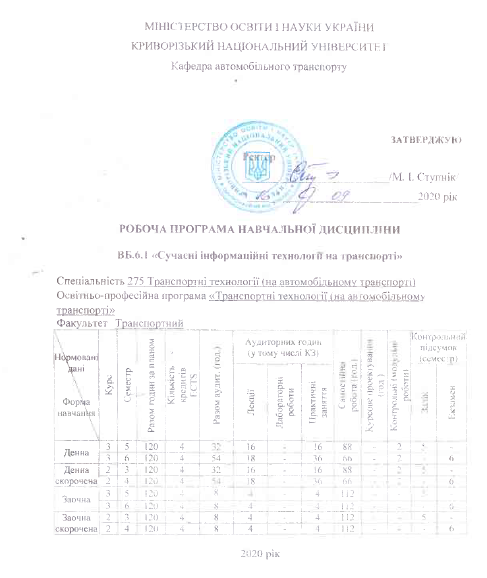 МІНІСТЕРСТВО ОСВІТИ І НАУКИ УКРАЇНИ
КРИВОРІЗЬКИЙ НАЦІОНАЛЬНИЙ УНІВЕРСИТЕТ
Кафедра автомобільного транспорту
ЗАТВЕРДЖУЮ
Ректор
/М. І. Ступнік/
09 2020 рік
РОБОЧА ПРОГРАМА НАВЧАЛЬНОЇ ДИСЦИПЛІНИ
ВБ.6.1 «Сучасні інформаційні технології на транспорті»
Спеціальність 275 Транспортні технології (на автомобільному транспорті)
Освітньо-професійна програма «Транспортні технології (на автомобільному
транспорті»
Факультет Транспортний
Нормовані дані
Форма навчання
Курс
Семестр
Разом годин за планом
Кількість кредитів ECTS
Разом аудит. (год.)
Аудиторних годин
(у тому числі КЗ)
Лекції
Лабораторні роботи
Практичні заняття
Самостійна робота (год.)
Курсове проектування (год.)
Контрольні (модульні роботи)
Контрольний підсумок (семестр)
Залік
Екзамен
Денна 3 5 120 4 32 16 - 16 88 - 2 5 -
3 6 120 4 54 18 - 36 66 - 2 - 6
Денна скорочена 2 3 120 4 32 16 - 16 88 - 2 5 -
2 4 120 4 54 18 - 36 66 - 2 - 6
Заочна 3 5 120 - 8 4 - 4 112 - - 5 -
3 6 120 4 8 4 - 4 112 - - - 6
Заочна скорочена 2 3 120 4 8 4 - 4 112 - - 5 -
2 4 120 4 8 4 - 4 112 - - - 6
2020 рік